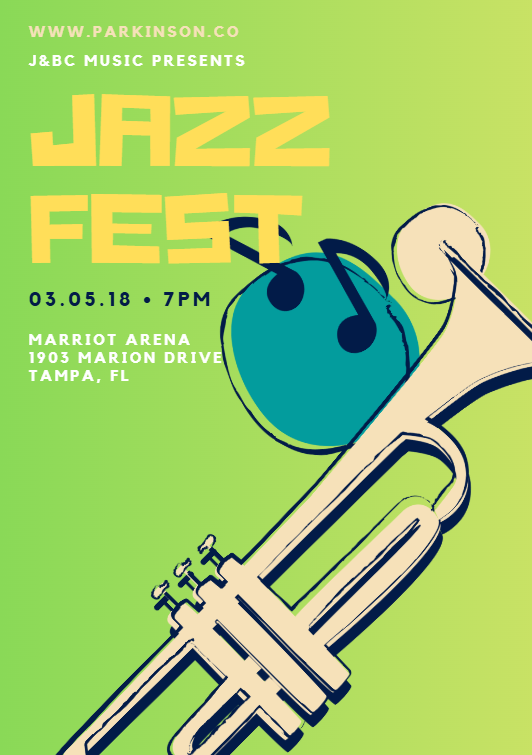 WWW.PARKINSON.CO
J&BC MUSIC PRESENTS
JAZZ
FEST
03.05.18 • 7PM
MARRIOT ARENA
1903 MARION DRIVE
TAMPA, FL